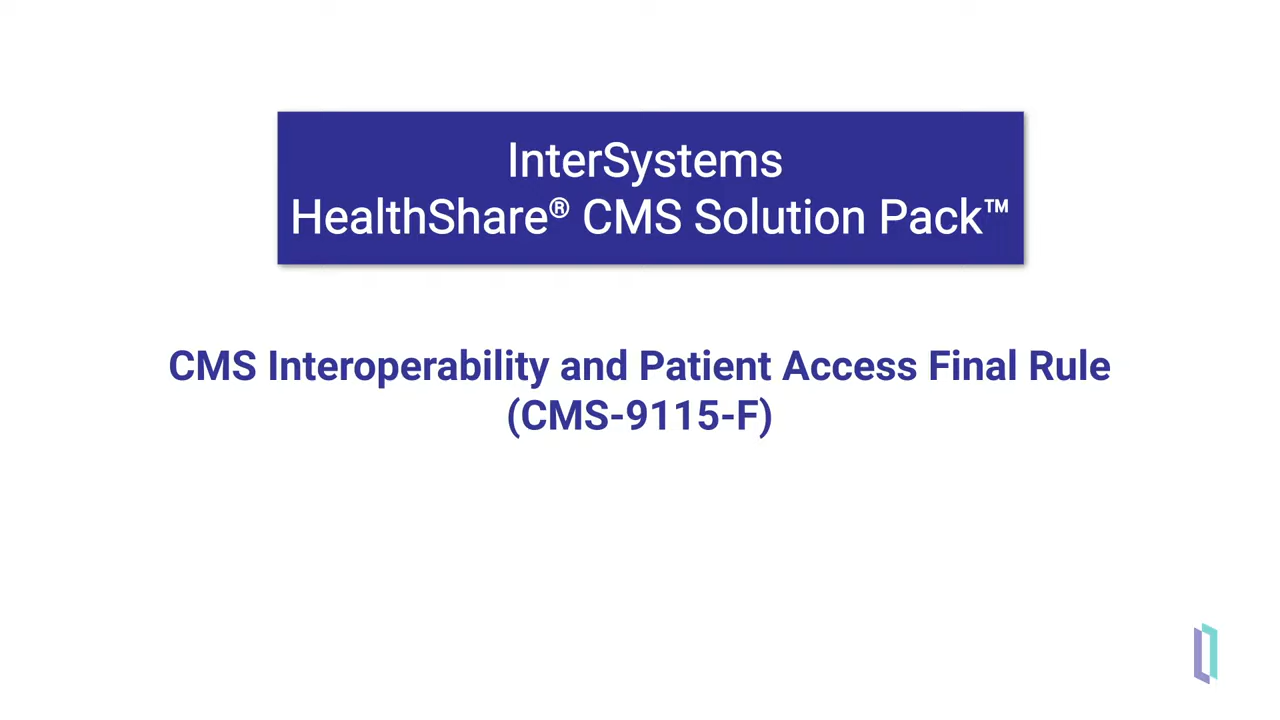 InterSystems
HealthShare® CMS Solution Pack™
CMS Interoperability and Patient Access Final Rule
(CMS-9115-F)